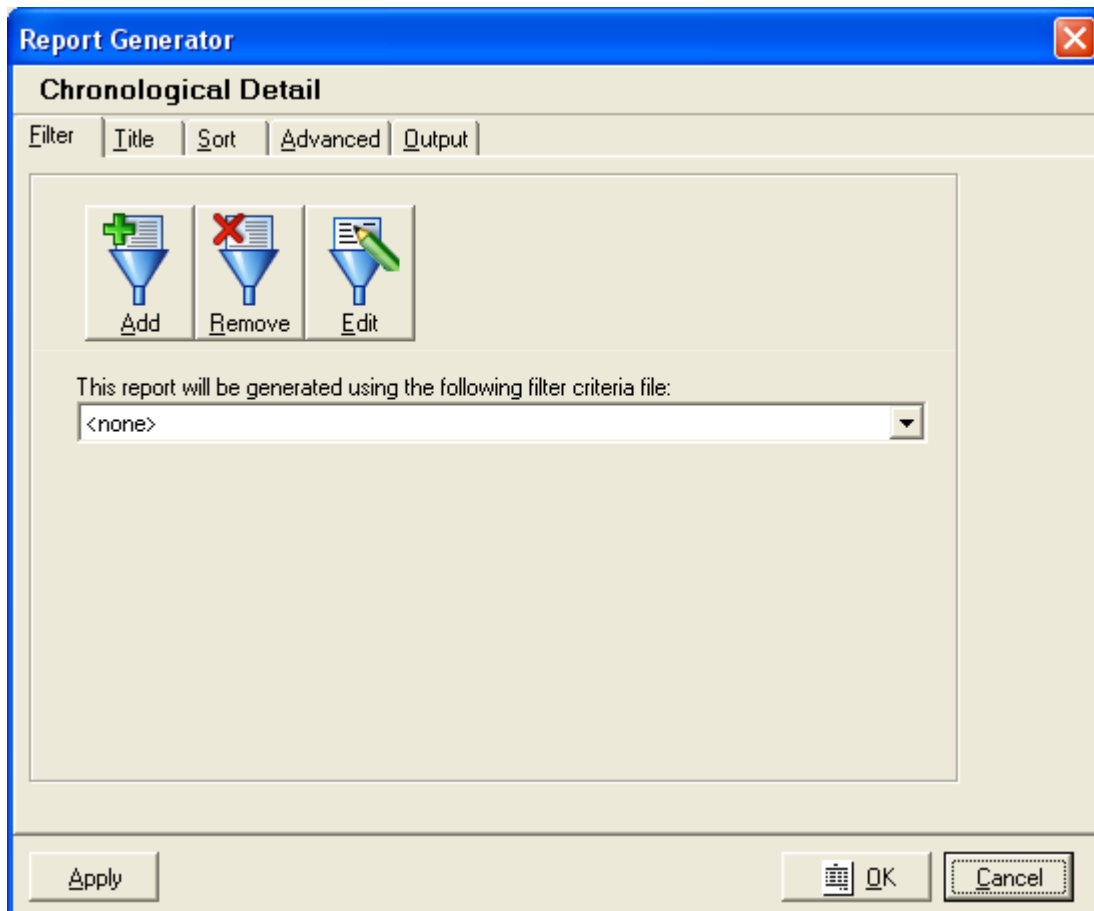 Report Generator
Chronological Detail
Filter Title Sort Advanced Output
Add Remove Edit
This report will be generated using the following filter criteria file:
<none>
Apply OK Cancel